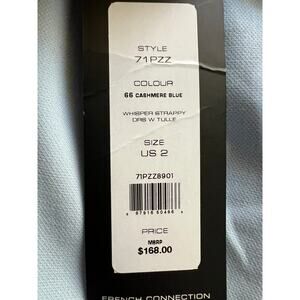 STYLE
71PZZ
COLOUR
66 CASHMERE BLUE
WHISPER STRAPPY
DRS W TULLE
SIZE
US 2
71PZZ8901
PRICE
MSRP
$168.00
FRENCH CONNECTION